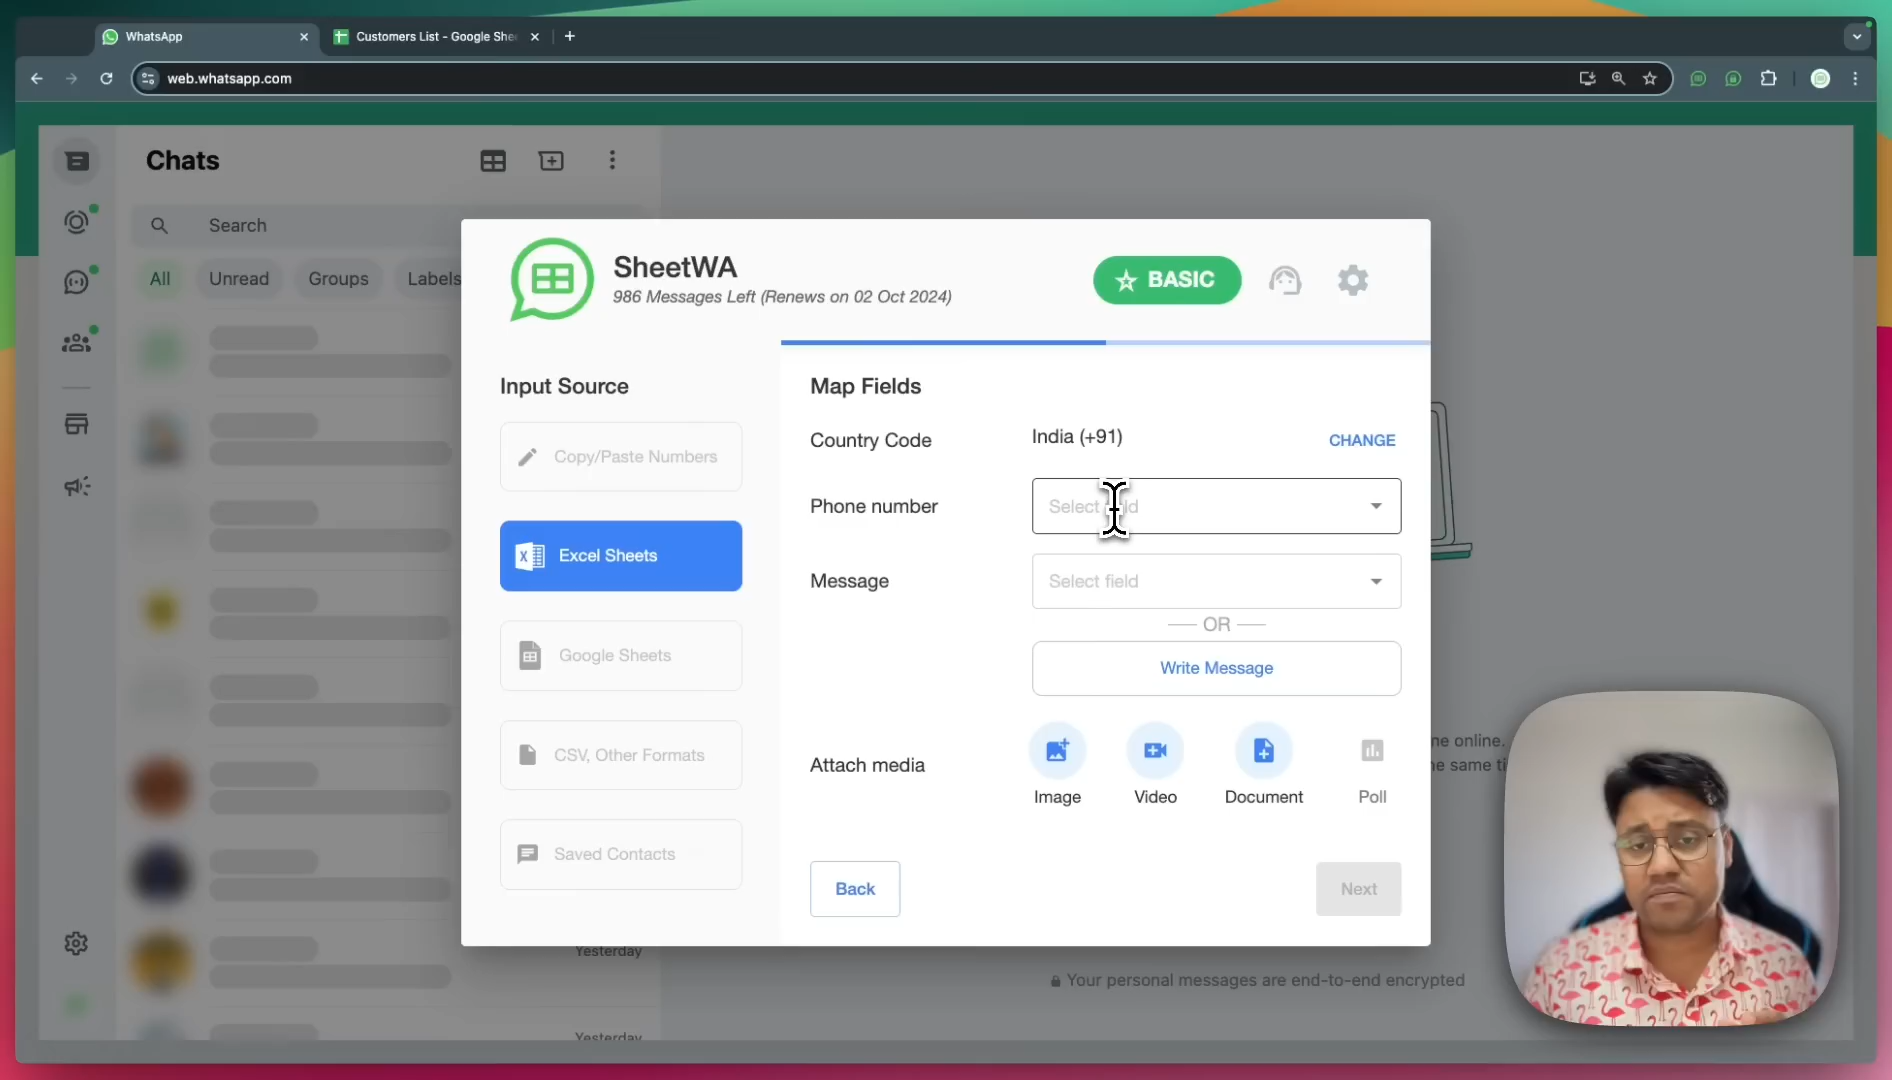 WhatsApp
Customers List - Google She
web.whatsapp.com
Chats
Search
All
Unread
Groups
Labels
SheetWA
986 Messages Left (Renews on 02 Oct 2024)
BASIC
Input Source
Copy/Paste Numbers
Excel Sheets
Google Sheets
CSV, Other Formats
Saved Contacts
Map Fields
Country Code
India (+91)
CHANGE
Phone number
Select field
Message
Select field
OR
Write Message
Attach media
Image
Video
Document
Poll
Back
Next
ne online.
he same ti
Yesterday
Your personal messages are end-to-end encrypted
Yesterday